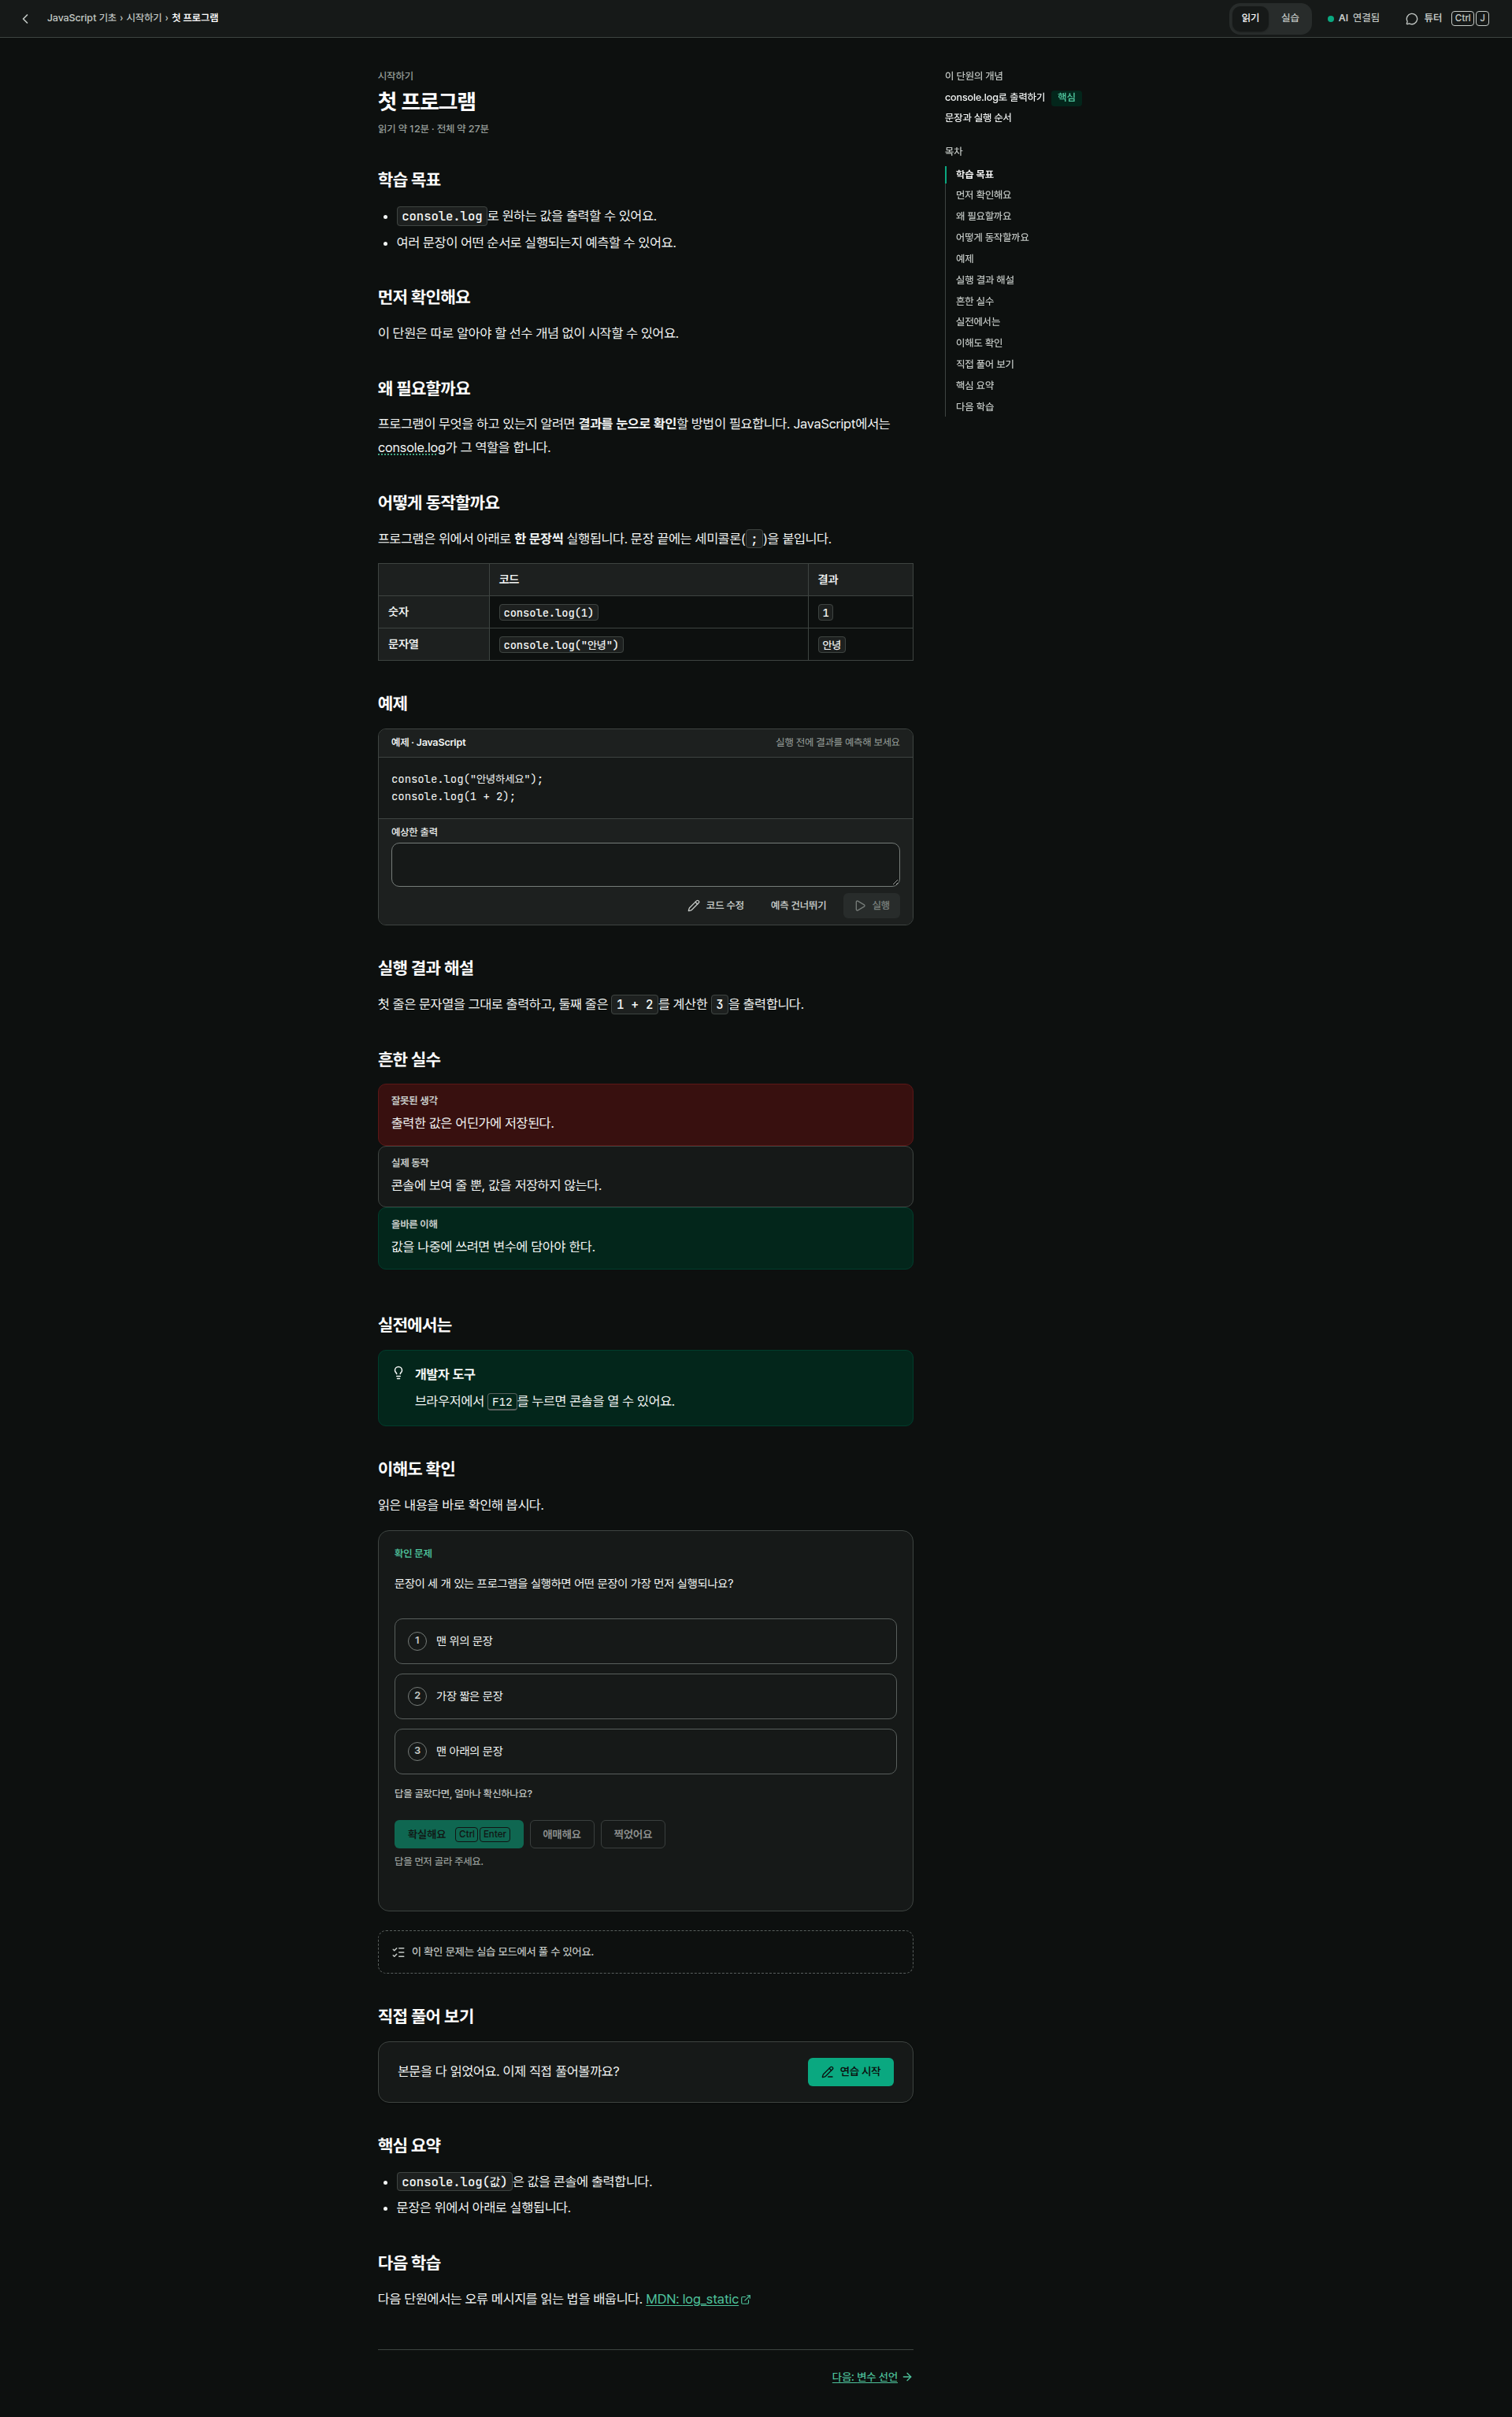 JavaScript 기초 › 시작하기 › 첫 프로그램
읽기 실습 AI 연결됨 튜터 Ctrl J
시작하기
첫 프로그램
읽기 약 12분 · 전체 약 27분
학습 목표
console.log로 원하는 값을 출력할 수 있어요.
여러 문장이 어떤 순서로 실행되는지 예측할 수 있어요.
먼저 확인해요
이 단원은 따로 알아야 할 선수 개념 없이 시작할 수 있어요.
왜 필요할까요
프로그램이 무엇을 하고 있는지 알려면 결과를 눈으로 확인할 방법이 필요합니다. JavaScript에서는
console.log가 그 역할을 합니다.
어떻게 동작할까요
프로그램은 위에서 아래로 한 문장씩 실행됩니다. 문장 끝에는 세미콜론(;)을 붙입니다.
코드 결과
숫자 console.log(1) 1
문자열 console.log("안녕") 안녕
예제
예제 · JavaScript 실행 전에 결과를 예측해 보세요
console.log("안녕하세요");
console.log(1 + 2);
예상한 출력
코드 수정 예측 건너뛰기 실행
실행 결과 해설
첫 줄은 문자열을 그대로 출력하고, 둘째 줄은 1 + 2를 계산한 3을 출력합니다.
흔한 실수
잘못된 생각
출력한 값은 어딘가에 저장된다.
실제 동작
콘솔에 보여 줄 뿐, 값을 저장하지 않는다.
올바른 이해
값을 나중에 쓰려면 변수에 담아야 한다.
실전에서는
개발자 도구
브라우저에서 F12를 누르면 콘솔을 열 수 있어요.
이해도 확인
읽은 내용을 바로 확인해 봅시다.
확인 문제
문장이 세 개 있는 프로그램을 실행하면 어떤 문장이 가장 먼저 실행되나요?
1 맨 위의 문장
2 가장 짧은 문장
3 맨 아래의 문장
답을 골랐다면, 얼마나 확신하나요?
확실해요 Ctrl Enter 애매해요 찍었어요
답을 먼저 골라 주세요.
이 확인 문제는 실습 모드에서 풀 수 있어요.
직접 풀어 보기
본문을 다 읽었어요. 이제 직접 풀어볼까요? 연습 시작
핵심 요약
console.log(값)은 값을 콘솔에 출력합니다.
문장은 위에서 아래로 실행됩니다.
다음 학습
다음 단원에서는 오류 메시지를 읽는 법을 배웁니다. MDN: log_static
다음: 변수 선언 →
이 단원의 개념
console.log로 출력하기 핵심
문장과 실행 순서
목차
학습 목표
먼저 확인해요
왜 필요할까요
어떻게 동작할까요
예제
실행 결과 해설
흔한 실수
실전에서는
이해도 확인
직접 풀어 보기
핵심 요약
다음 학습